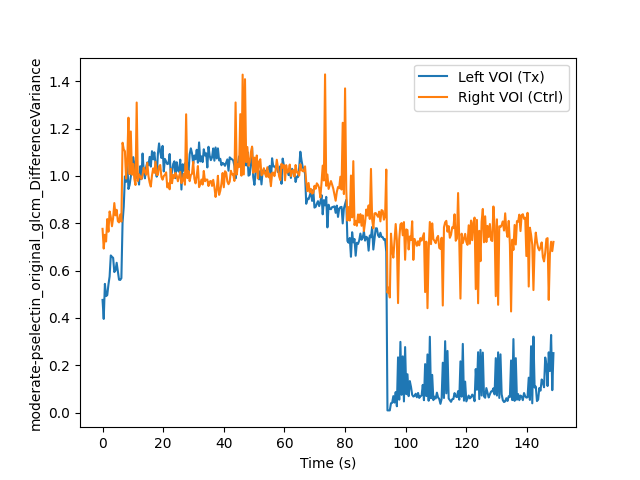 moderate-pselectin_original_glcm_DifferenceVariance
1.4
1.2
1.0
0.8
0.6
0.4
0.2
0.0
Left VOI (Tx)
Right VOI (Ctrl)
0 20 40 60 80 100 120 140
Time (s)